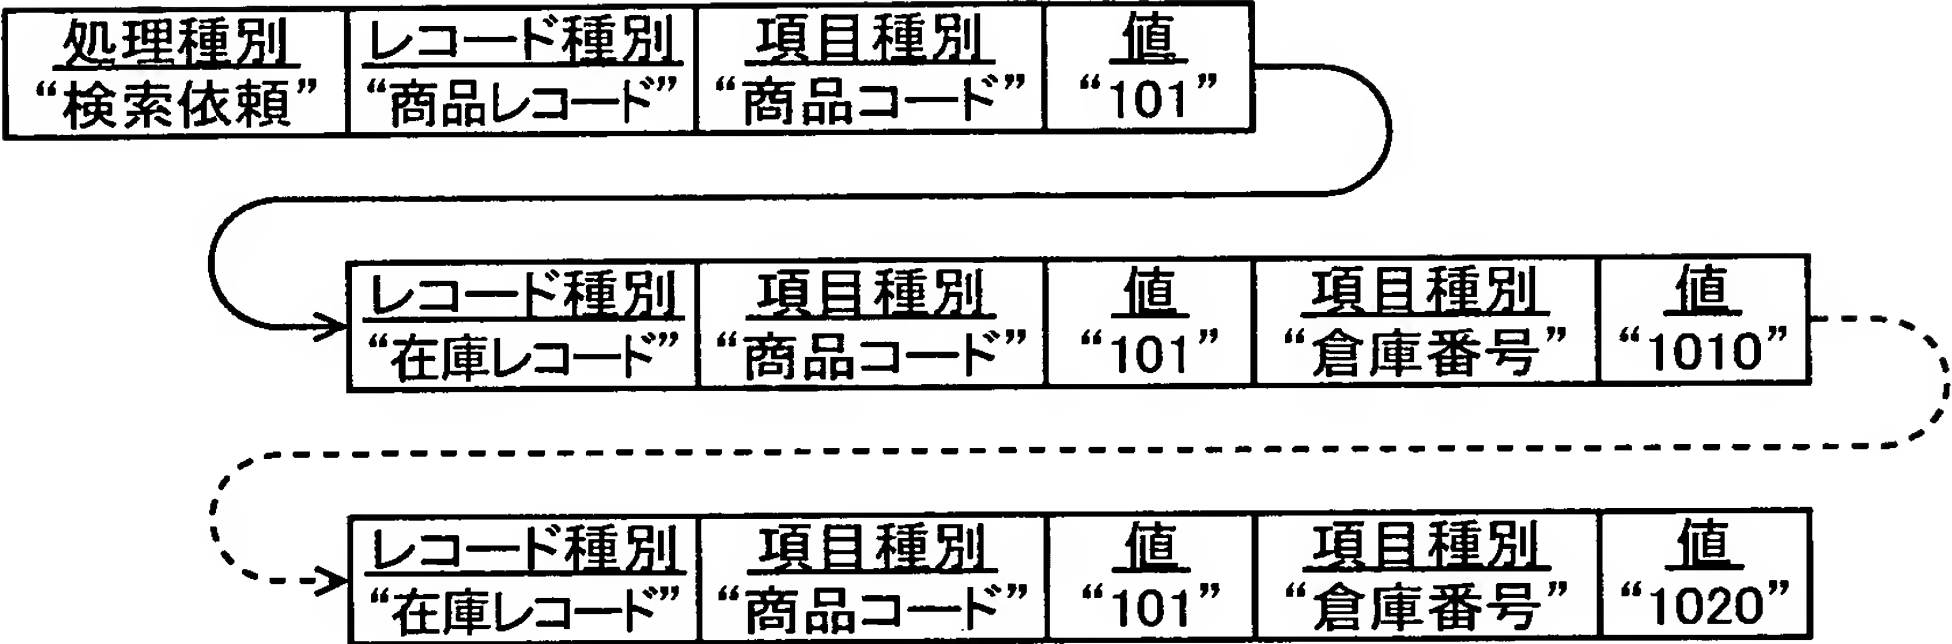 処理種別 レコード種別 項目種別 値
“検索依頼” “商品レコード” “商品コード” “101”
レコード種別 項目種別 値 項目種別 値
“在庫レコード” “商品コード” “101” “倉庫番号” “1010”
レコード種別 項目種別 値 項目種別 値
“在庫レコード” “商品コード” “101” “倉庫番号” “1020”